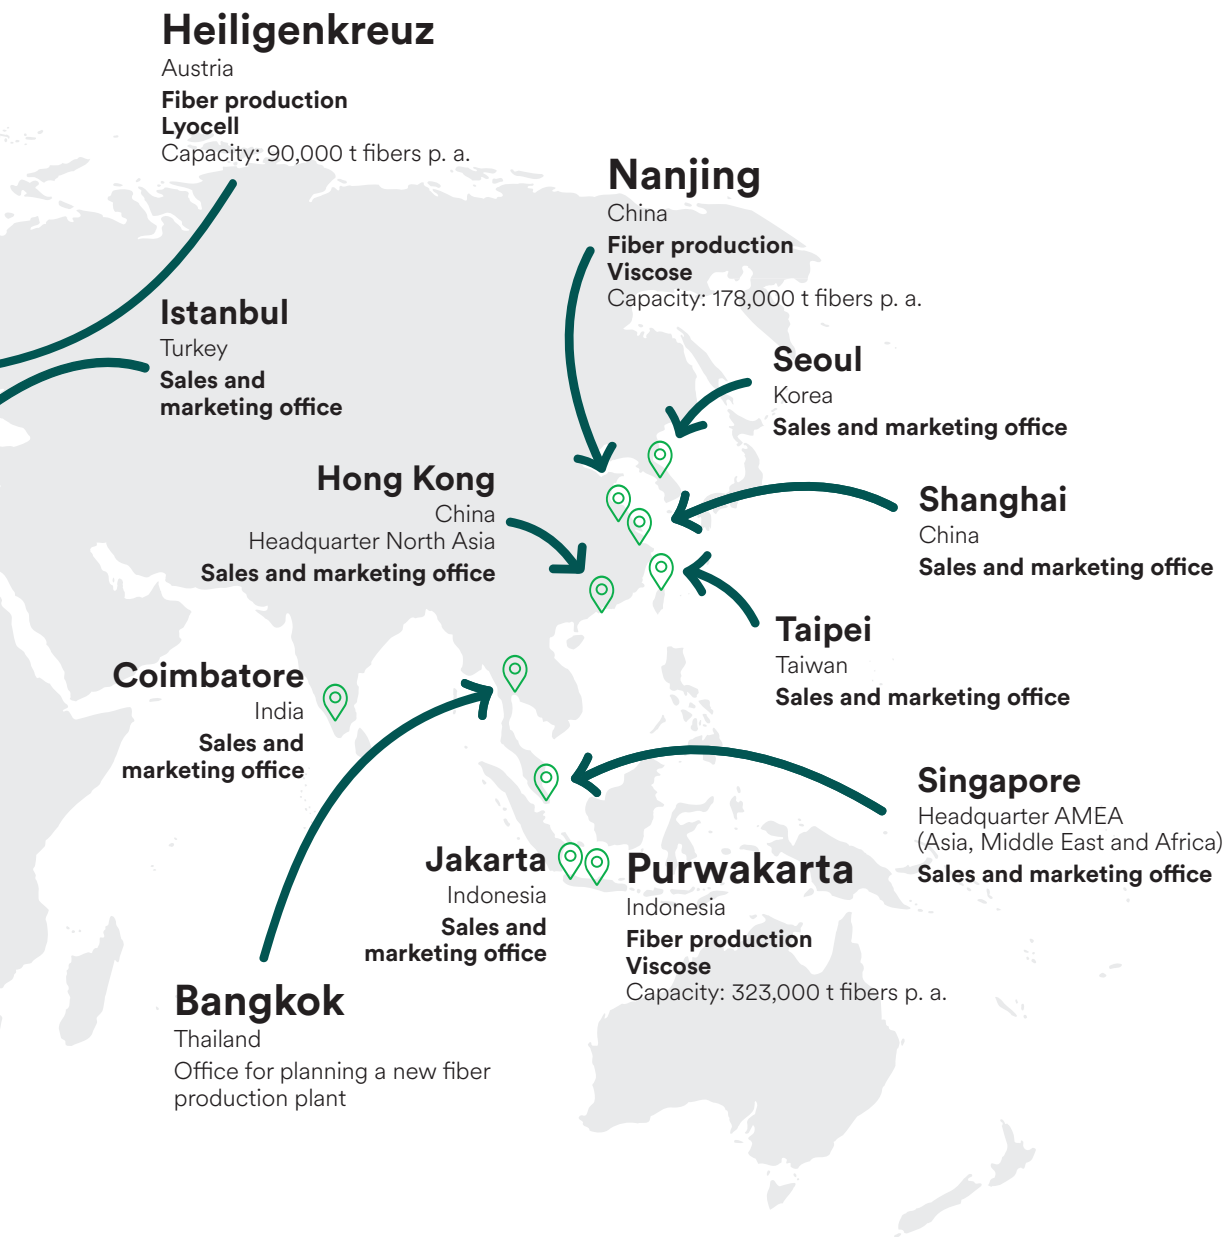 Heiligenkreuz
Austria
Fiber production
Lyocell
Capacity: 90,000 t fibers p. a.
Nanjing
China
Fiber production
Viscose
Capacity: 178,000 t fibers p. a.
Istanbul
Turkey
Sales and
marketing office
Seoul
Korea
Sales and marketing office
Hong Kong
China
Headquarter North Asia
Sales and marketing office
Shanghai
China
Sales and marketing office
Taipei
Taiwan
Sales and marketing office
Coimbatore
India
Sales and
marketing office
Singapore
Headquarter AMEA
(Asia, Middle East and Africa)
Sales and marketing office
Jakarta
Indonesia
Sales and
marketing office
Purwakarta
Indonesia
Fiber production
Viscose
Capacity: 323,000 t fibers p. a.
Bangkok
Thailand
Office for planning a new fiber
production plant